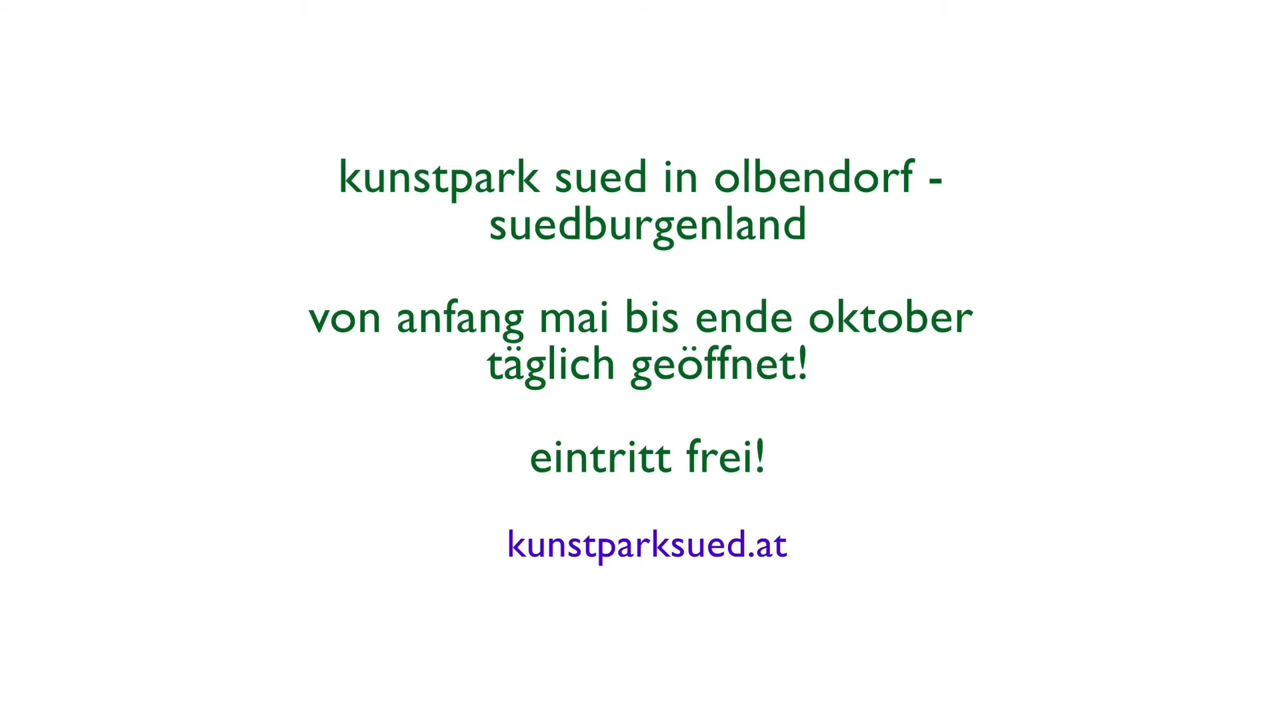 kunstpark sued in olbendorf -
suedburgenland
von anfang mai bis ende oktober
täglich geöffnet!
eintritt frei!
kunstparksued.at